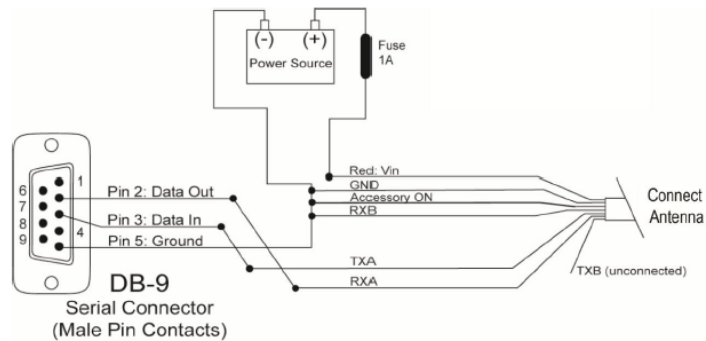 (-) (+)
Power Source
Fuse
1A
Red: Vin
GND
Accessory ON
RXB
Connect
Antenna
1
6
7
8
9
4
Pin 2: Data Out
Pin 3: Data In
Pin 5: Ground
TXA
RXA
TXB (unconnected)
DB-9
Serial Connector
(Male Pin Contacts)